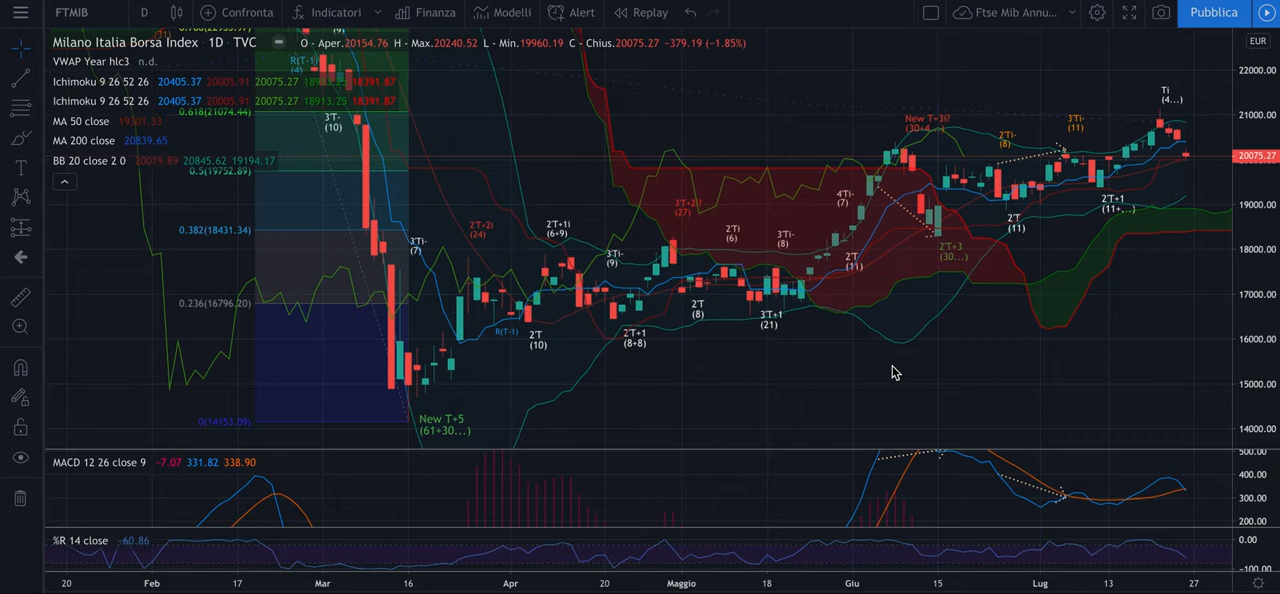 FTMIB D Confronta Indicatori Finanza Modelli Alert Replay Ftse Mib Annu... Pubblica
Milano Italia Borsa Index · 1D · TVC O - Aper.20154.76 H - Max.20240.52 L - Min.19960.19 C - Chius.20075.27 -379.19 (-1.85%)
EUR
VWAP Year hlc3 n.d.
Ichimoku 9 26 52 26 20405.37 20005.91 20075.27 18913.25 18391.87
Ichimoku 9 26 52 26 20405.37 20005.91 20075.27 18913.25 18391.87
MA 50 close 19301.33
MA 200 close 20839.65
BB 20 close 2 0 20019.89 20845.62 19194.17
R(T-1)
(4)
0.618(21074.44)
0.5(19752.89)
0.382(18431.34)
0.236(16796.20)
0(14153.09)
3'T-
(10)
3'Ti-
(7)
New T+5
(61+30...)
2'T+2i
(24)
R(T-1)
2'T
(10)
2'T+1i
(6+9)
3'Ti-
(9)
2'T+1
(8+8)
3'T+2i?
(27)
2'T
(8)
2'Ti
(6)
3'T+1
(21)
3'Ti-
(8)
4'Ti-
(7)
2'T
(11)
New T+3i?
(30+4...)
2'T+3
(30...)
2'Ti-
(8)
2'T
(11)
3'Ti-
(11)
2'T+1
(11+...)
Ti
(4...)
22000.00
21000.00
20075.27
19000.00
18000.00
17000.00
16000.00
15000.00
14000.00
MACD 12 26 close 9 -7.07 331.82 338.90
500.00
400.00
300.00
200.00
%R 14 close -60.86
0.00
-100.00
20 Feb 17 Mar 16 Apr 20 Maggio 18 Giu 15 Lug 13 27